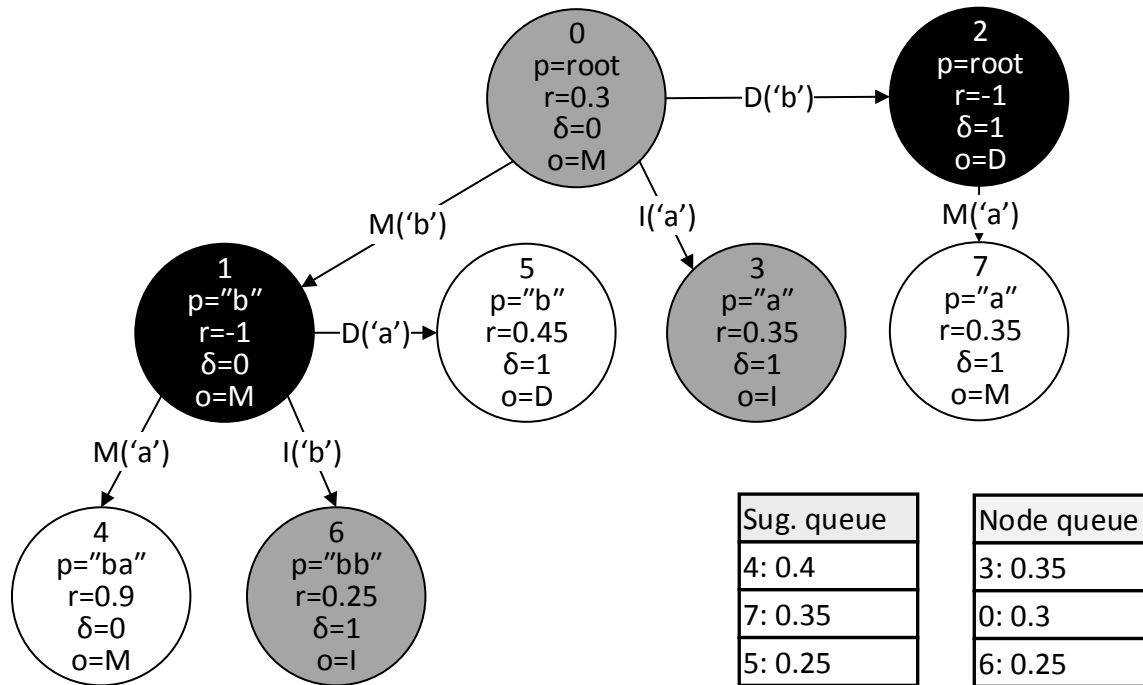 0
p=root
r=0.3
δ=0
o=M
D(‘b’)
2
p=root
r=-1
δ=1
o=D
M(‘b’)
I(‘a’)
M(‘a’)
1
p=”b”
r=-1
δ=0
o=M
D(‘a’)
5
p=”b”
r=0.45
δ=1
o=D
3
p=”a”
r=0.35
δ=1
o=I
7
p=”a”
r=0.35
δ=1
o=M
M(‘a’)
I(‘b’)
4
p=”ba”
r=0.9
δ=0
o=M
6
p=”bb”
r=0.25
δ=1
o=I
Sug. queue
4: 0.4
7: 0.35
5: 0.25
Node queue
3: 0.35
0: 0.3
6: 0.25